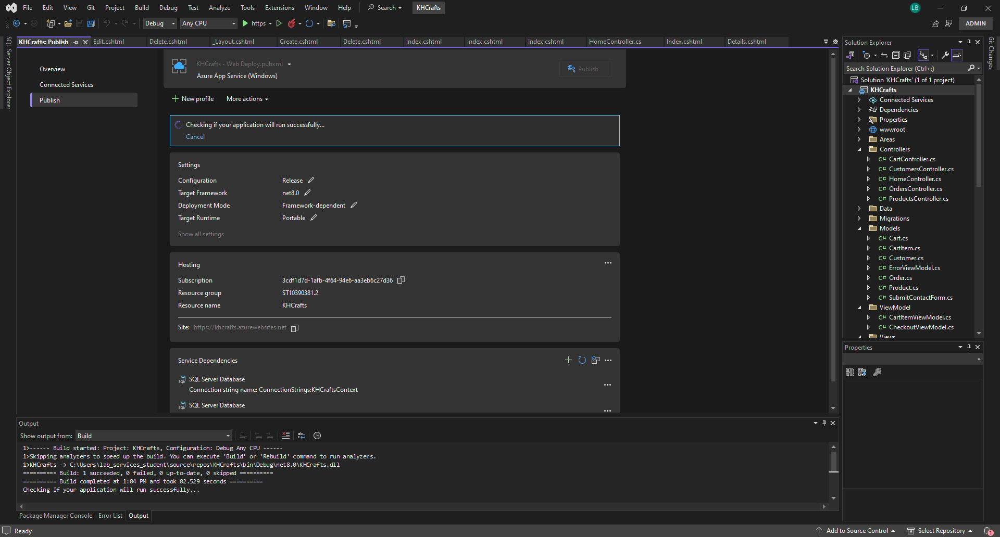 File Edit View Git Project Build Debug Test Analyze Tools Extensions Window Help Search KHCrafts LB
Debug Any CPU https ADMIN
SQL Server Object Explorer
KHCrafts: Publish Edit.cshtml Delete.cshtml _Layout.cshtml Create.cshtml Delete.cshtml Index.cshtml Index.cshtml Index.cshtml HomeController.cs Index.cshtml Details.cshtml
Overview
Connected Services
Publish
KHCrafts - Web Deploy.pubxml
Azure App Service (Windows)
Publish
New profile More actions
Checking if your application will run successfully...
Cancel
Settings
Configuration Release
Target Framework net8.0
Deployment Mode Framework-dependent
Target Runtime Portable
Show all settings
Hosting
Subscription 3cdf1d7d-1afb-4f64-94e6-aa3eb6c27d36
Resource group ST10390381.2
Resource name KHCrafts
Site: https://khcrafts.azurewebsites.net
Service Dependencies
SQL Server Database
Connection string name: ConnectionStrings:KHCraftsContext
SQL Server Database
Output
Show output from: Build
1>------ Build started: Project: KHCrafts, Configuration: Debug Any CPU ------
1>Skipping analyzers to speed up the build. You can execute 'Build' or 'Rebuild' command to run analyzers.
1>KHCrafts -> C:\Users\lab_services_student\source\repos\KHCrafts\bin\Debug\net8.0\KHCrafts.dll
========== Build: 1 succeeded, 0 failed, 0 up-to-date, 0 skipped ==========
========== Build completed at 1:04 PM and took 02.529 seconds ==========
Checking if your application will run successfully...
Package Manager Console Error List Output
Solution Explorer
Search Solution Explorer (Ctrl+;)
Solution 'KHCrafts' (1 of 1 project)
KHCrafts
Connected Services
Dependencies
Properties
wwwroot
Areas
Controllers
C# CartController.cs
C# CustomersController.cs
C# HomeController.cs
C# OrdersController.cs
C# ProductsController.cs
Data
Migrations
Models
C# Cart.cs
C# CartItem.cs
C# Customer.cs
C# ErrorViewModel.cs
C# Order.cs
C# Product.cs
C# SubmitContactForm.cs
ViewModel
C# CartItemViewModel.cs
C# CheckoutViewModel.cs
Views
Properties
Git Changes
Ready Add to Source Control Select Repository 1